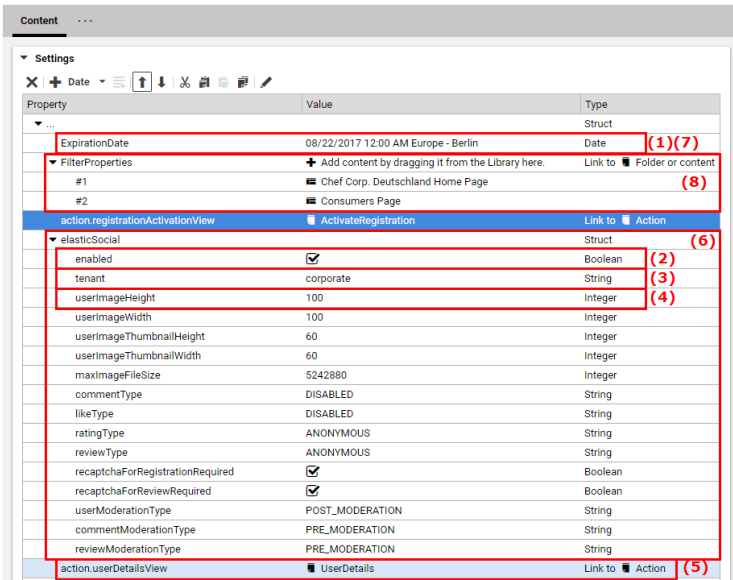 Content ...
Settings
Date
Property Value Type
... Struct
ExpirationDate 08/22/2017 12:00 AM Europe - Berlin Date (1)(7)
FilterProperties Add content by dragging it from the Library here. Link to Folder or content
#1 Chef Corp. Deutschland Home Page (8)
#2 Consumers Page
action.registrationActivationView ActivateRegistration Link to Action
elasticSocial Struct (6)
enabled Boolean (2)
tenant corporate String (3)
userImageHeight 100 Integer (4)
userImageWidth 100 Integer
userImageThumbnailHeight 60 Integer
userImageThumbnailWidth 60 Integer
maxImageFileSize 5242880 Integer
commentType DISABLED String
likeType DISABLED String
ratingType ANONYMOUS String
reviewType ANONYMOUS String
recaptchaForRegistrationRequired Boolean
recaptchaForReviewRequired Boolean
userModerationType POST_MODERATION String
commentModerationType PRE_MODERATION String
reviewModerationType PRE_MODERATION String
action.userDetailsView UserDetails Link to Action (5)